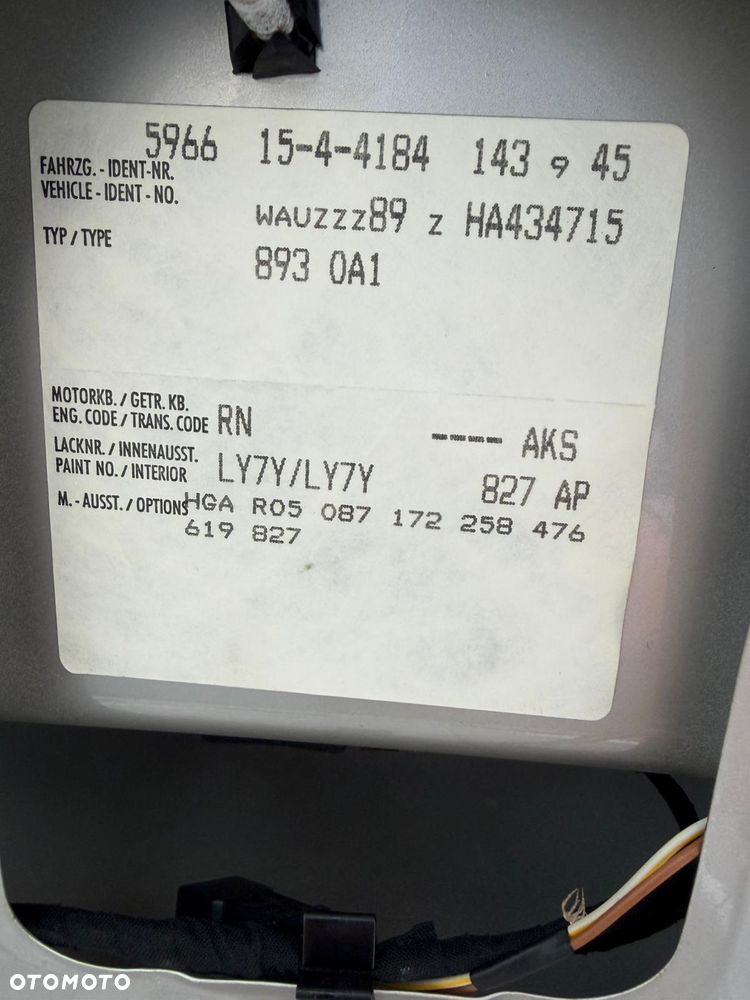 5966 15-4-4184 143 9 45
FAHRZG. - IDENT-NR.
VEHICLE - IDENT - NO.
WAUZZZ89 Z HA434715
TYP / TYPE
893 0A1
MOTORKB. / GETR. KB.
ENG. CODE / TRANS. CODE RN ---- AKS
LACKNR. / INNENAUSST.
PAINT NO. / INTERIOR LY7Y/LY7Y 827 AP
M. - AUSST. / OPTIONS HGA R05 087 172 258 476
619 827
OTOMOTO